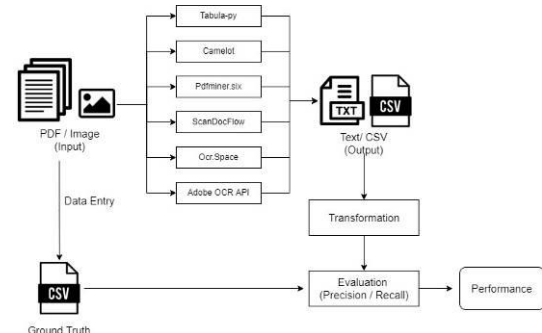 Tabula-py
Camelot
Pdfminer.six
ScanDocFlow
Ocr.Space
Adobe OCR API
PDF / Image
(Input)
TXT
CSV
Text/ CSV
(Output)
Data Entry
Transformation
CSV
Ground Truth
Evaluation
(Precision / Recall)
Performance